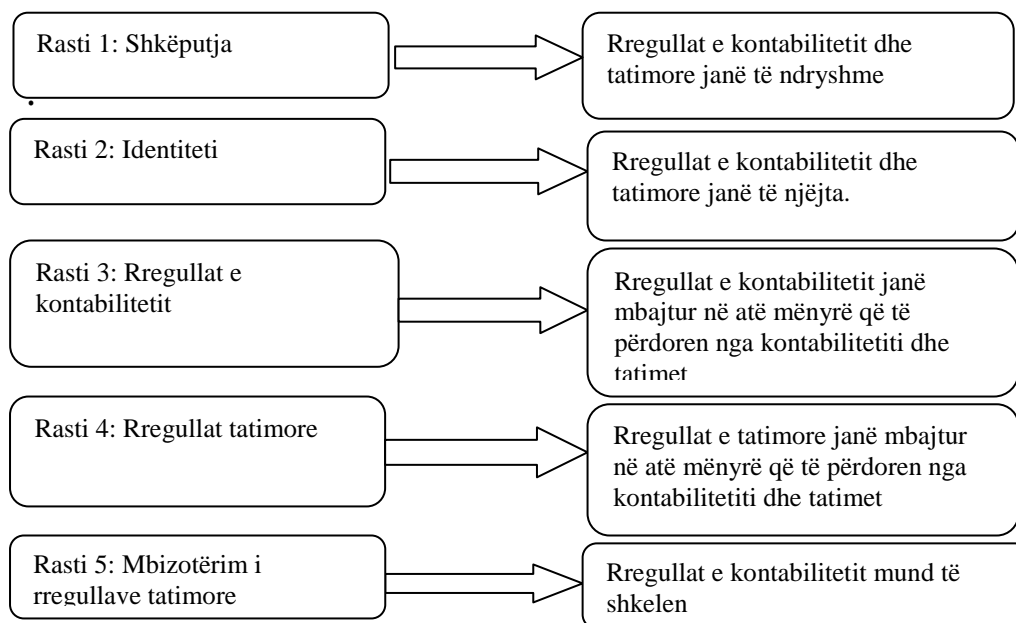 Rasti 1: Shkëputja
Rregullat e kontabilitetit dhe
tatimore janë të ndryshme
.
Rasti 2: Identiteti
Rregullat e kontabilitetit dhe
tatimore janë të njëjta.
Rasti 3: Rregullat e
kontabilitetit
Rregullat e kontabilitetit janë
mbajtur në atë mënyrë që të
përdoren nga kontabilitetiti dhe
tatimet
Rasti 4: Rregullat tatimore
Rregullat e tatimore janë mbajtur
në atë mënyrë që të përdoren nga
kontabilitetiti dhe tatimet
Rasti 5: Mbizotërim i
rregullave tatimore
Rregullat e kontabilitetit mund të
shkelen